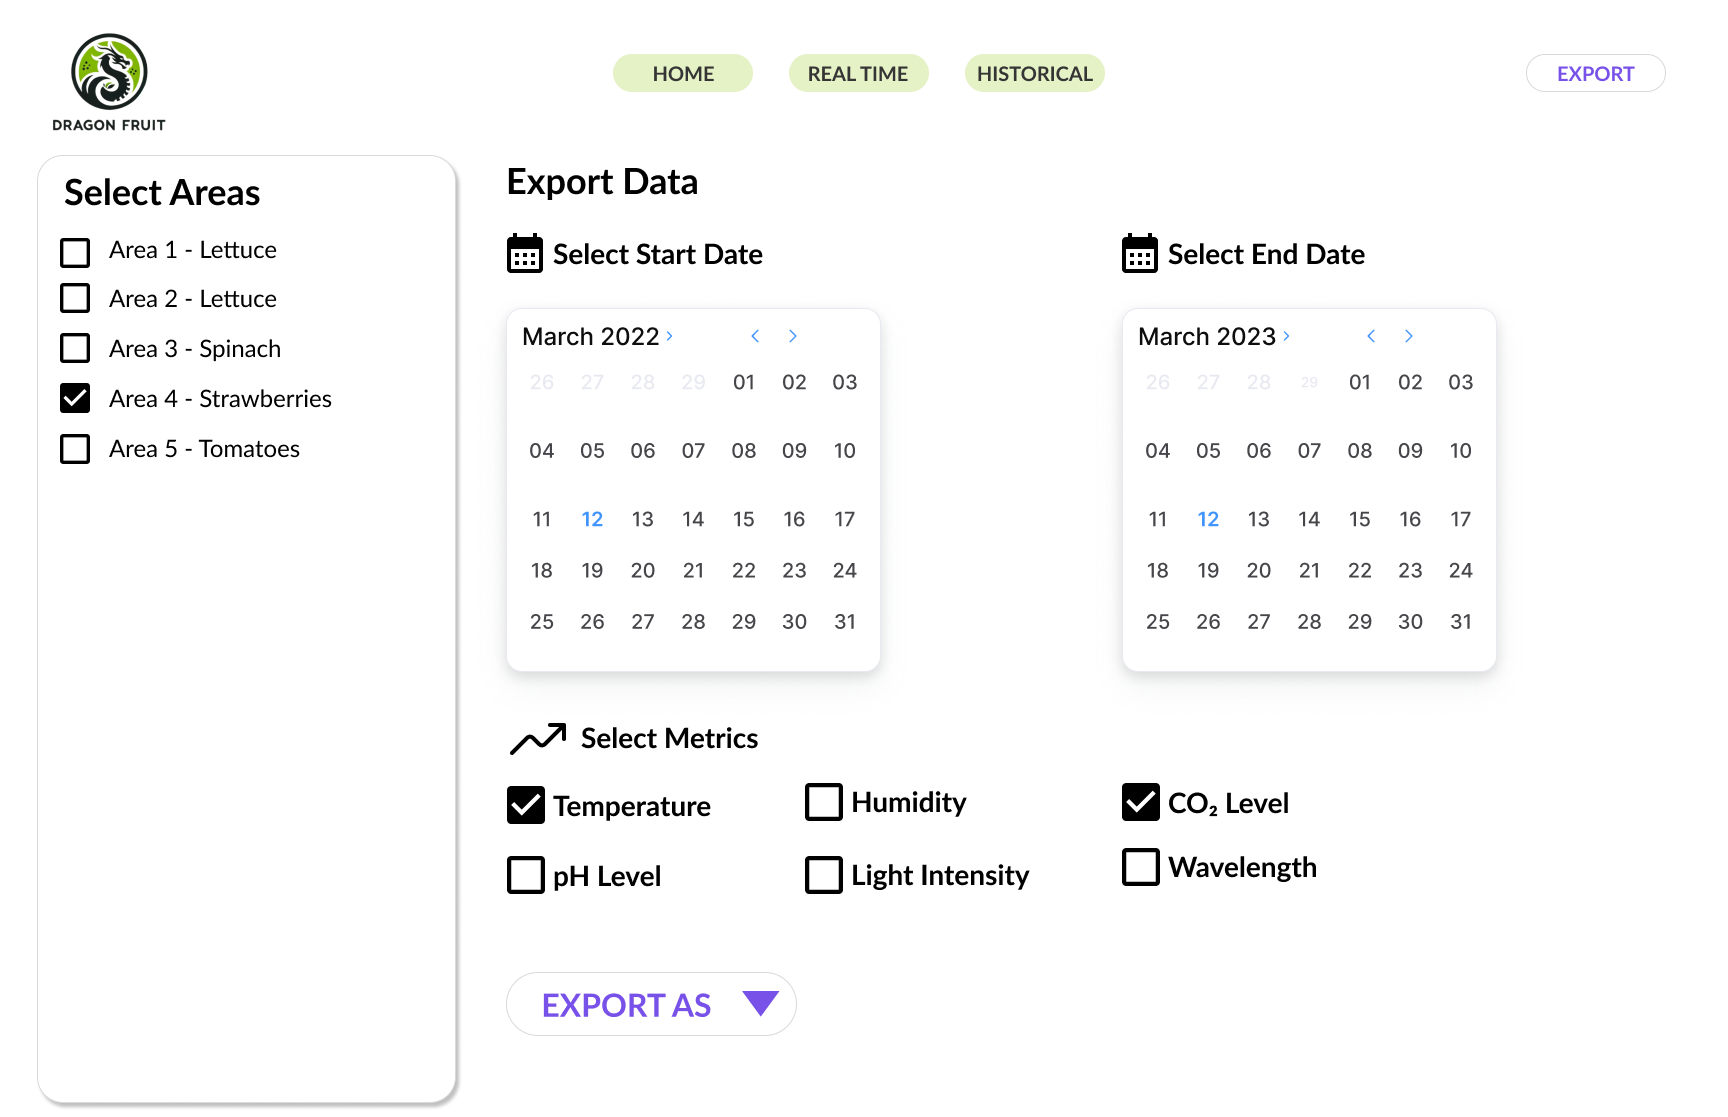 DRAGON FRUIT
HOME
REAL TIME
HISTORICAL
EXPORT
Select Areas
Area 1 - Lettuce
Area 2 - Lettuce
Area 3 - Spinach
Area 4 - Strawberries
Area 5 - Tomatoes
Export Data
Select Start Date
March 2022
26 27 28 29 01 02 03
04 05 06 07 08 09 10
11 12 13 14 15 16 17
18 19 20 21 22 23 24
25 26 27 28 29 30 31
Select End Date
March 2023
26 27 28 29 01 02 03
04 05 06 07 08 09 10
11 12 13 14 15 16 17
18 19 20 21 22 23 24
25 26 27 28 29 30 31
Select Metrics
Temperature
Humidity
CO₂ Level
pH Level
Light Intensity
Wavelength
EXPORT AS